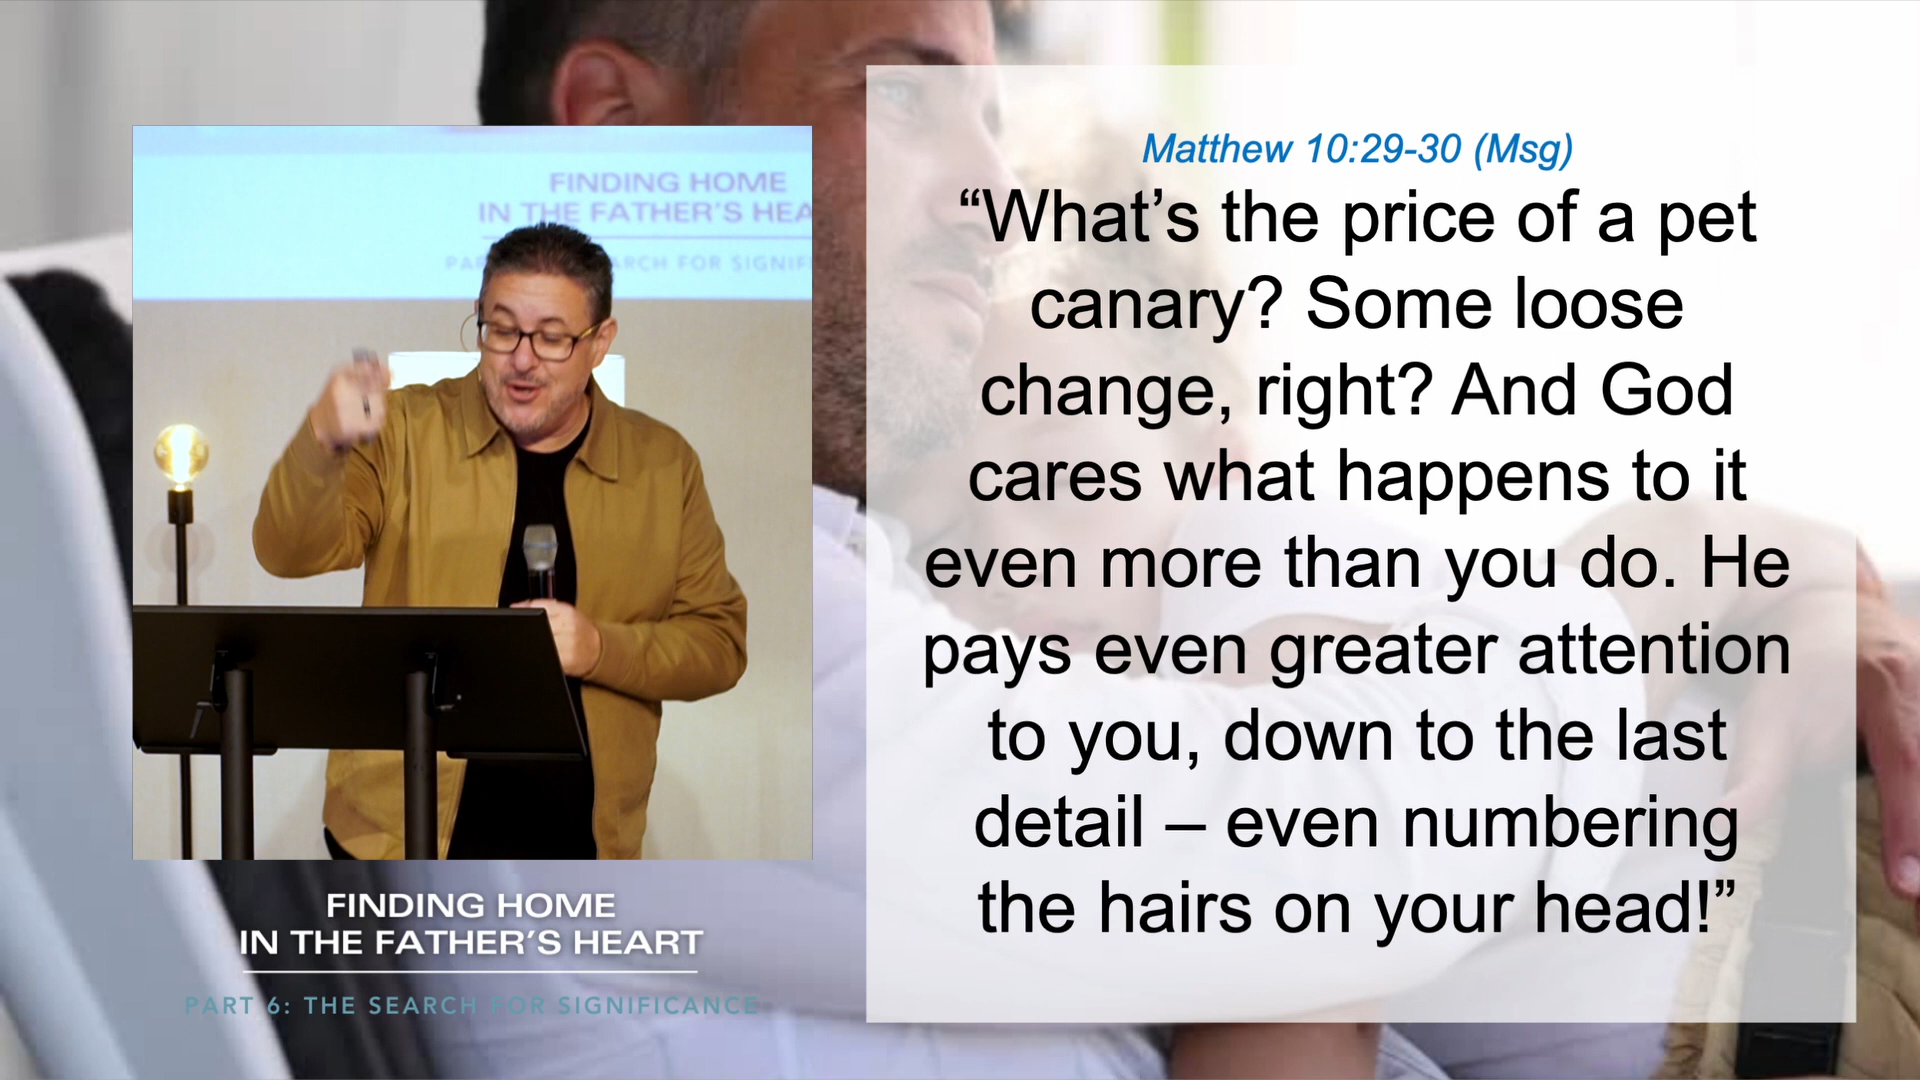 FINDING HOME
IN THE FATHER'S HEA
Matthew 10:29-30 (Msg)
“What’s the price of a pet
canary? Some loose
change, right? And God
cares what happens to it
even more than you do. He
pays even greater attention
to you, down to the last
detail – even numbering
the hairs on your head!”
FINDING HOME
IN THE FATHER’S HEART
PART 6: THE SEARCH FOR SIGNIFICANCE